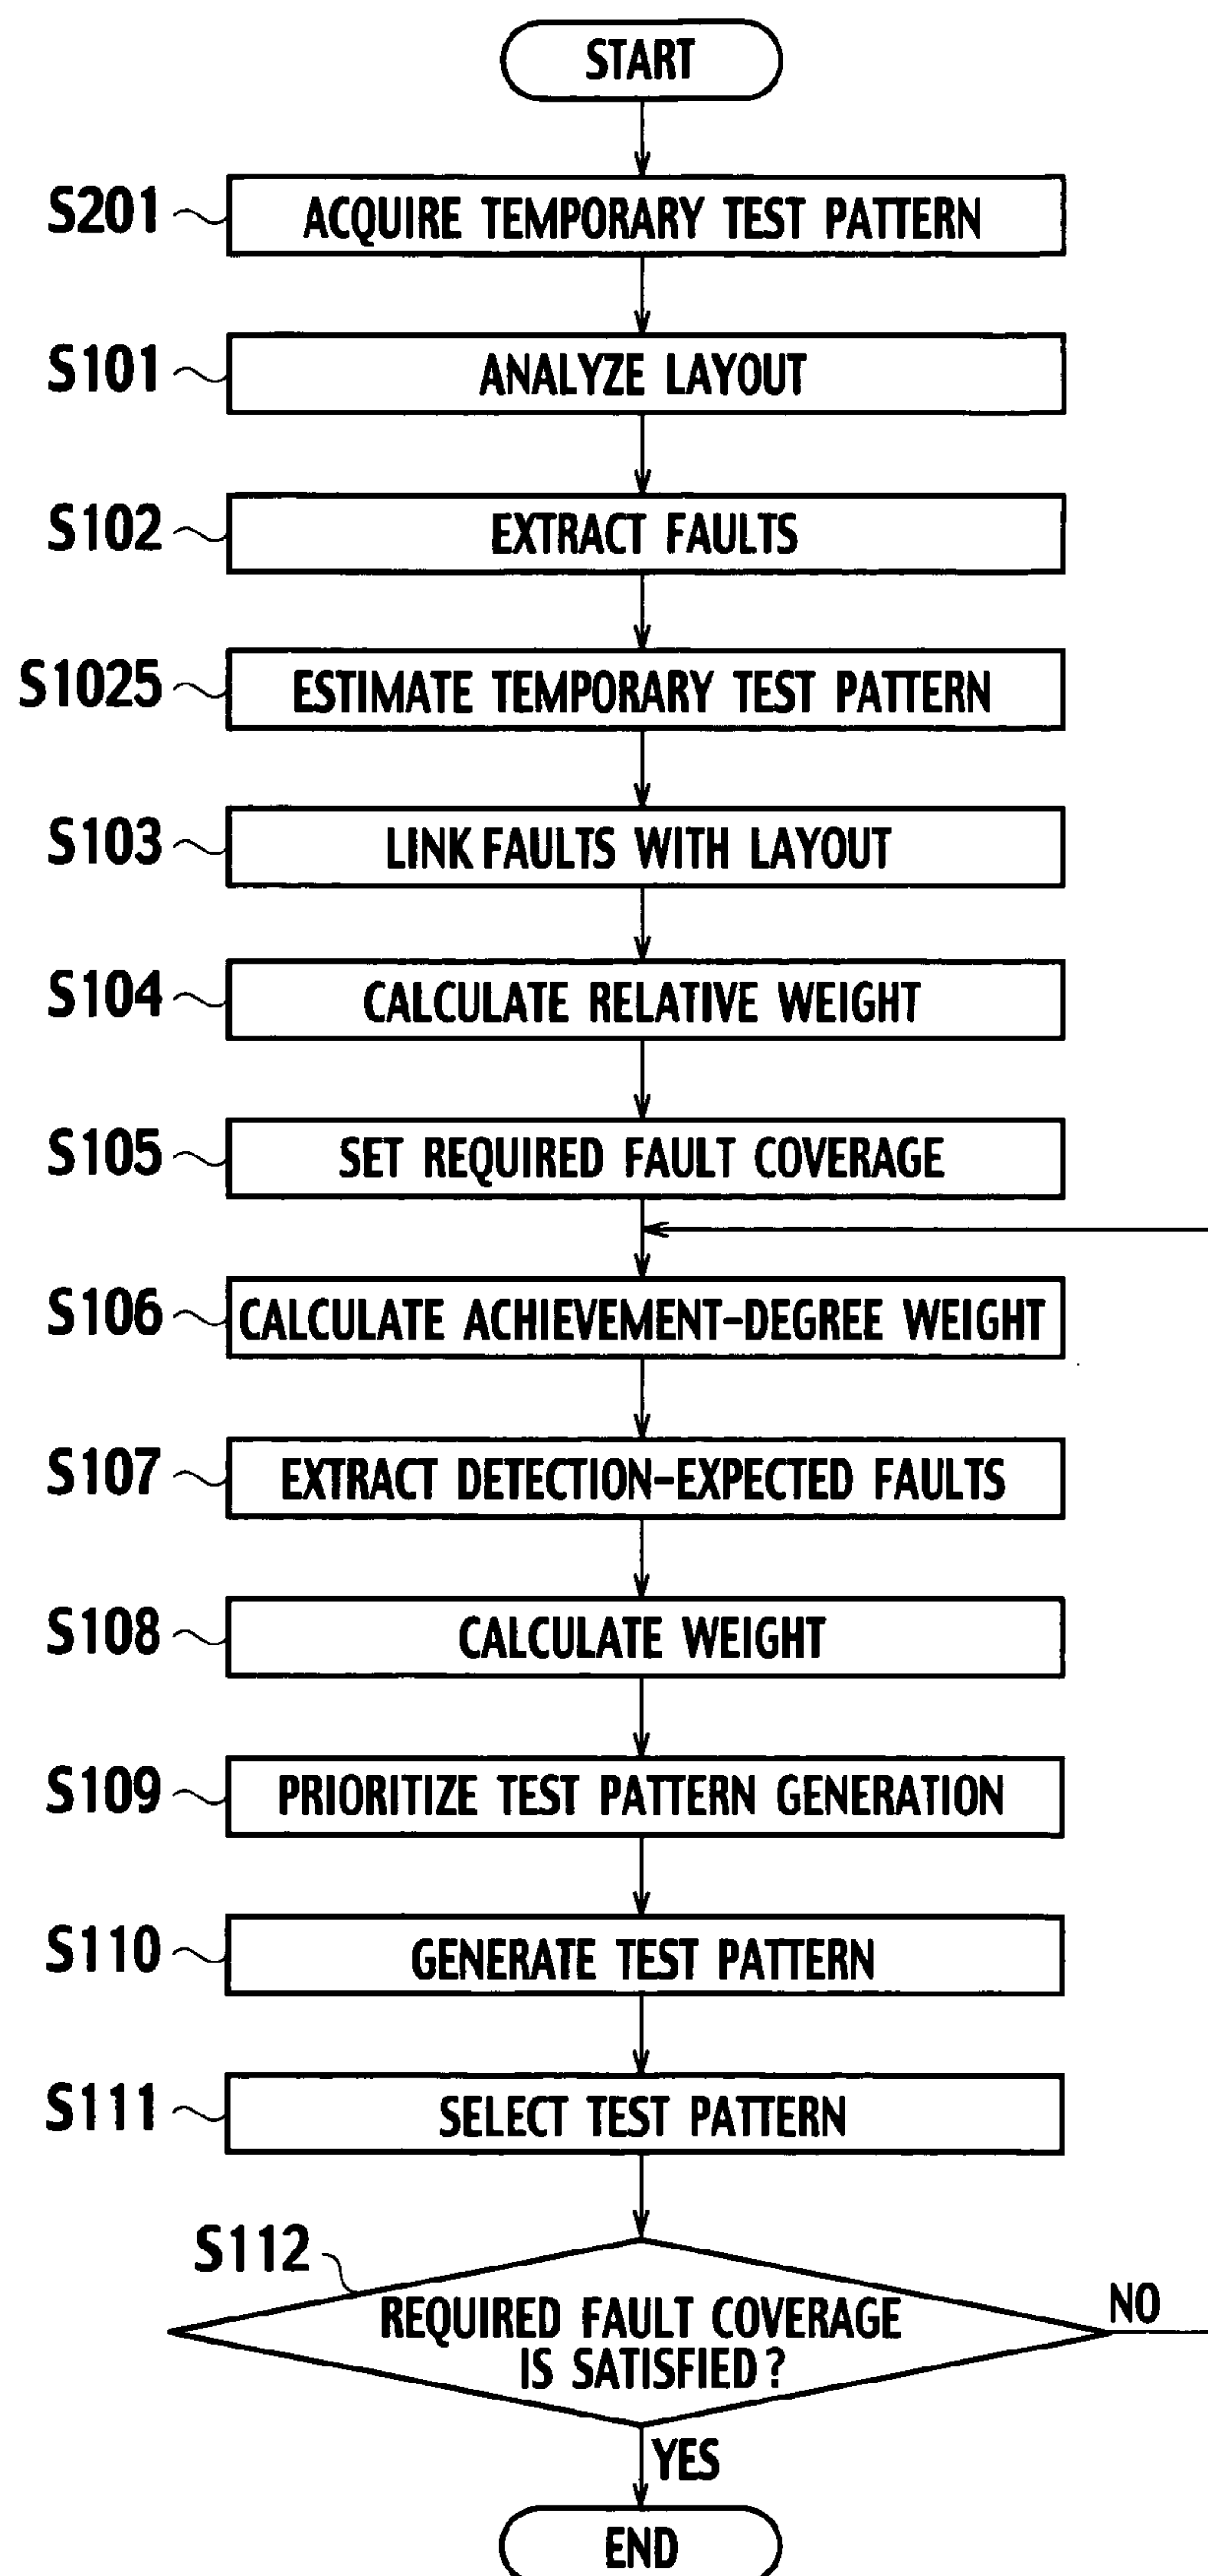 START
S201 ACQUIRE TEMPORARY TEST PATTERN
S101 ANALYZE LAYOUT
S102 EXTRACT FAULTS
S1025 ESTIMATE TEMPORARY TEST PATTERN
S103 LINK FAULTS WITH LAYOUT
S104 CALCULATE RELATIVE WEIGHT
S105 SET REQUIRED FAULT COVERAGE
S106 CALCULATE ACHIEVEMENT-DEGREE WEIGHT
S107 EXTRACT DETECTION-EXPECTED FAULTS
S108 CALCULATE WEIGHT
S109 PRIORITIZE TEST PATTERN GENERATION
S110 GENERATE TEST PATTERN
S111 SELECT TEST PATTERN
S112
REQUIRED FAULT COVERAGE
IS SATISFIED?
NO
YES
END